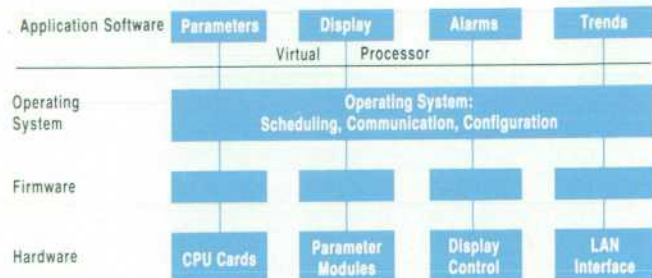 Application Software Parameters Display Alarms Trends
Virtual Processor
Operating System
Operating System:
Scheduling, Communication, Configuration
Firmware
Hardware
CPU Cards
Parameter Modules
Display Control
LAN Interface